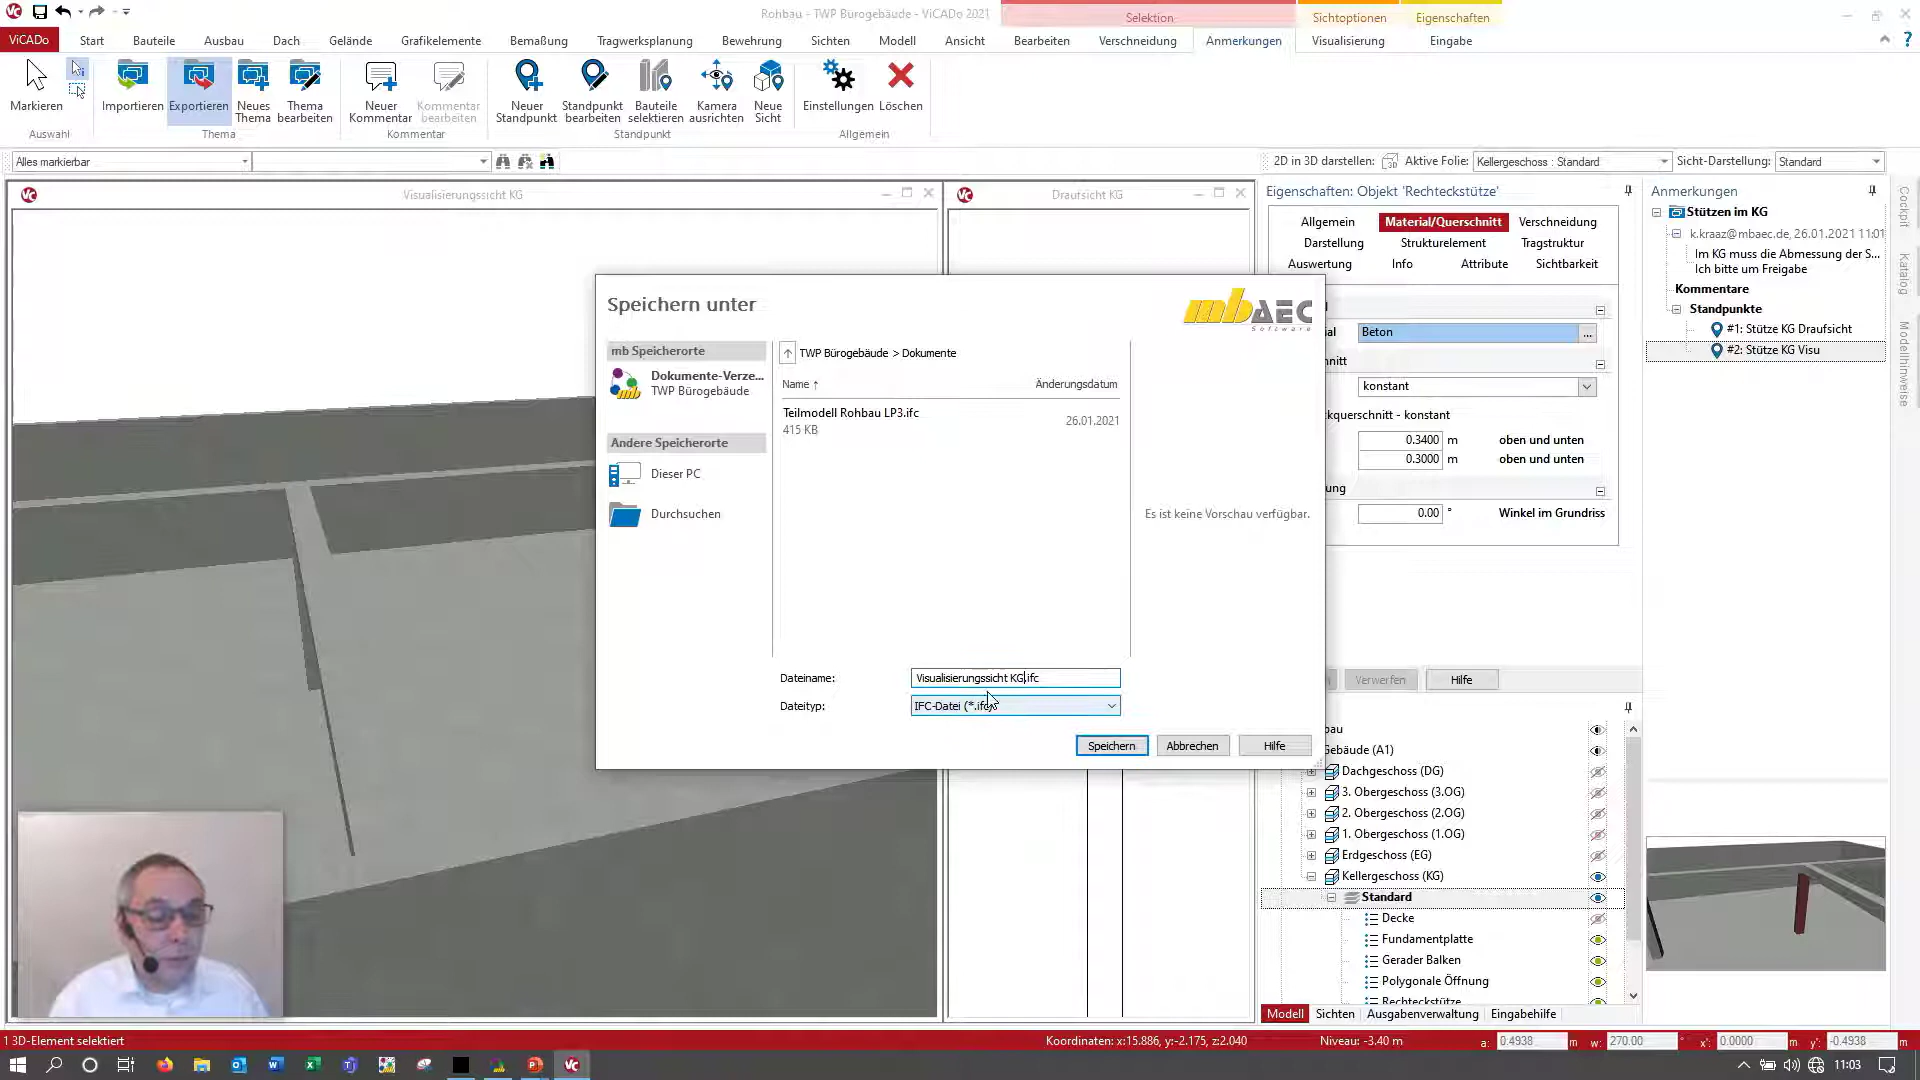 Rohbau - TWP Bürogebäude - ViCADo 2021
Selektion
Sichtoptionen
Eigenschaften
ViCADo
Start
Bauteile
Ausbau
Dach
Gelände
Grafikelemente
Bemaßung
Tragwerksplanung
Bewehrung
Sichten
Modell
Ansicht
Bearbeiten
Verschneidung
Anmerkungen
Visualisierung
Eingabe
Markieren
Importieren
Exportieren
Neues
Thema
Thema
bearbeiten
Neuer
Kommentar
Kommentar
bearbeiten
Neuer
Standpunkt
Standpunkt
bearbeiten
Bauteile
selektieren
Kamera
ausrichten
Neue
Sicht
Einstellungen
Löschen
Auswahl
Thema
Kommentar
Standpunkt
Allgemein
Alles markierbar
2D in 3D darstellen:
Aktive Folie:
Kellergeschoss : Standard
Sicht-Darstellung:
Standard
Visualisierungssicht KG
Draufsicht KG
Eigenschaften: Objekt 'Rechteckstütze'
Allgemein
Material/Querschnitt
Verschneidung
Darstellung
Strukturelement
Tragstruktur
Auswertung
Info
Attribute
Sichtbarkeit
ial
Beton
...
nitt
konstant
kquerschnitt - konstant
0.3400 m oben und unten
0.3000 m oben und unten
ung
0.00 ° Winkel im Grundriss
Verwerfen
Hilfe
Anmerkungen
Stützen im KG
k.kraaz@mbaec.de, 26.01.2021 11:01
Im KG muss die Abmessung der S...
Ich bitte um Freigabe
Kommentare
Standpunkte
#1: Stütze KG Draufsicht
#2: Stütze KG Visu
Cockpit
Katalog
Modellhinweise
Speichern unter
mbAEC
Software
mb Speicherorte
Dokumente-Verze...
TWP Bürogebäude
Andere Speicherorte
Dieser PC
Durchsuchen
TWP Bürogebäude > Dokumente
Name ↑
Änderungsdatum
Teilmodell Rohbau LP3.ifc
415 KB
26.01.2021
Es ist keine Vorschau verfügbar.
Dateiname:
Visualisierungssicht KG.ifc
Dateityp:
IFC-Datei (*.ifc)
Speichern
Abbrechen
Hilfe
bau
Gebäude (A1)
Dachgeschoss (DG)
3. Obergeschoss (3.OG)
2. Obergeschoss (2.OG)
1. Obergeschoss (1.OG)
Erdgeschoss (EG)
Kellergeschoss (KG)
Standard
Decke
Fundamentplatte
Gerader Balken
Polygonale Öffnung
Rechteckstütze
Modell
Sichten
Ausgabenverwaltung
Eingabehilfe
1 3D-Element selektiert
Koordinaten: x:15.886, y:-2.175, z:2.040
Niveau: -3.40 m
a: 0.4938 m
w: 270.00 °
x': 0.0000 m
y': -0.4938 m
11:03